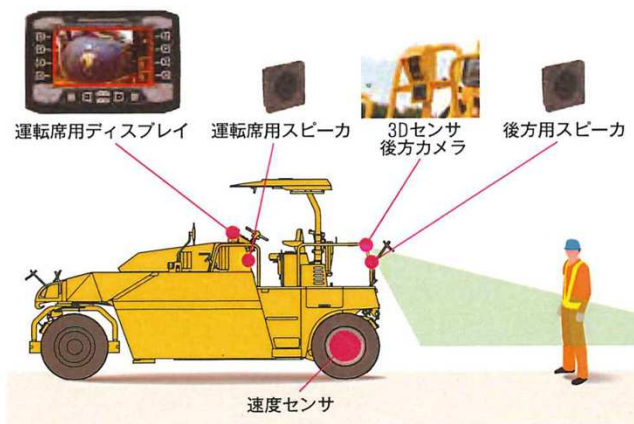 運転席用ディスプレイ
運転席用スピーカ
3Dセンサ
後方カメラ
後方用スピーカ
速度センサ